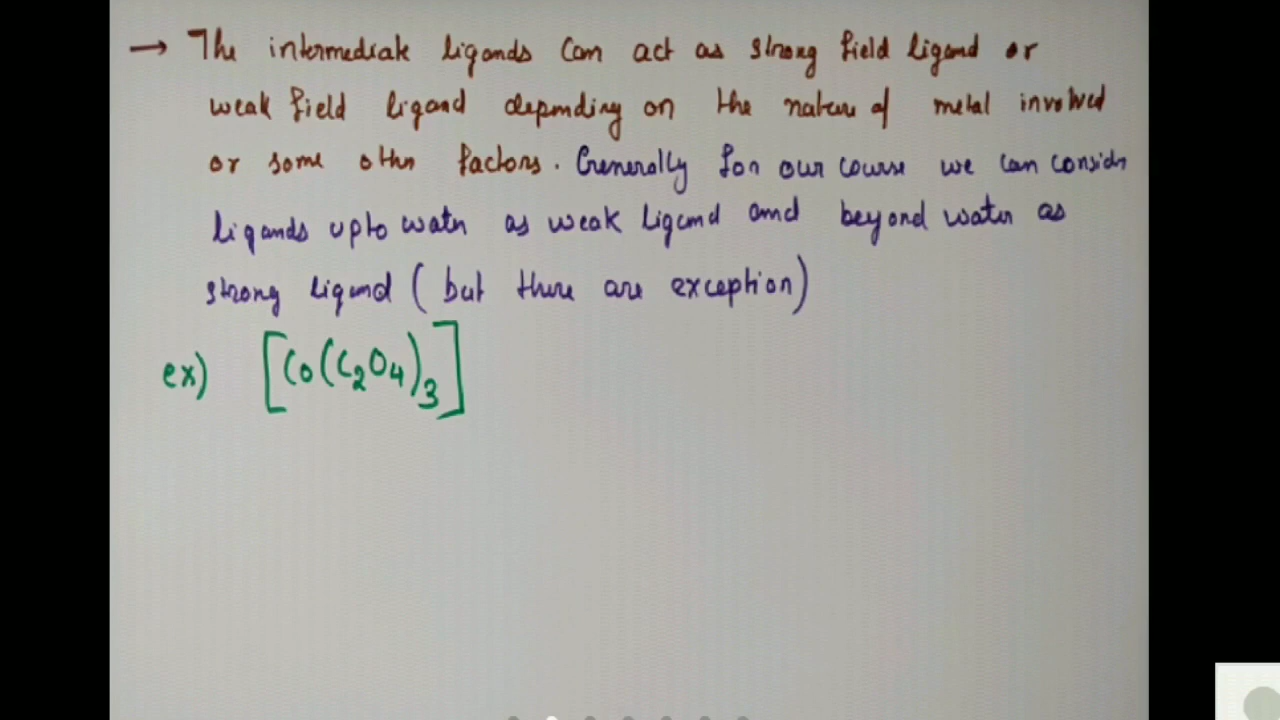 → The intermediate ligands can act as strong field ligand or
weak field ligand depending on the nature of metal involved
or some other factors. Generally for our course we can consider
ligands upto water as weak ligand and beyond water as
strong ligand (but there are exception)
ex) [Co(C₂O₄)₃]